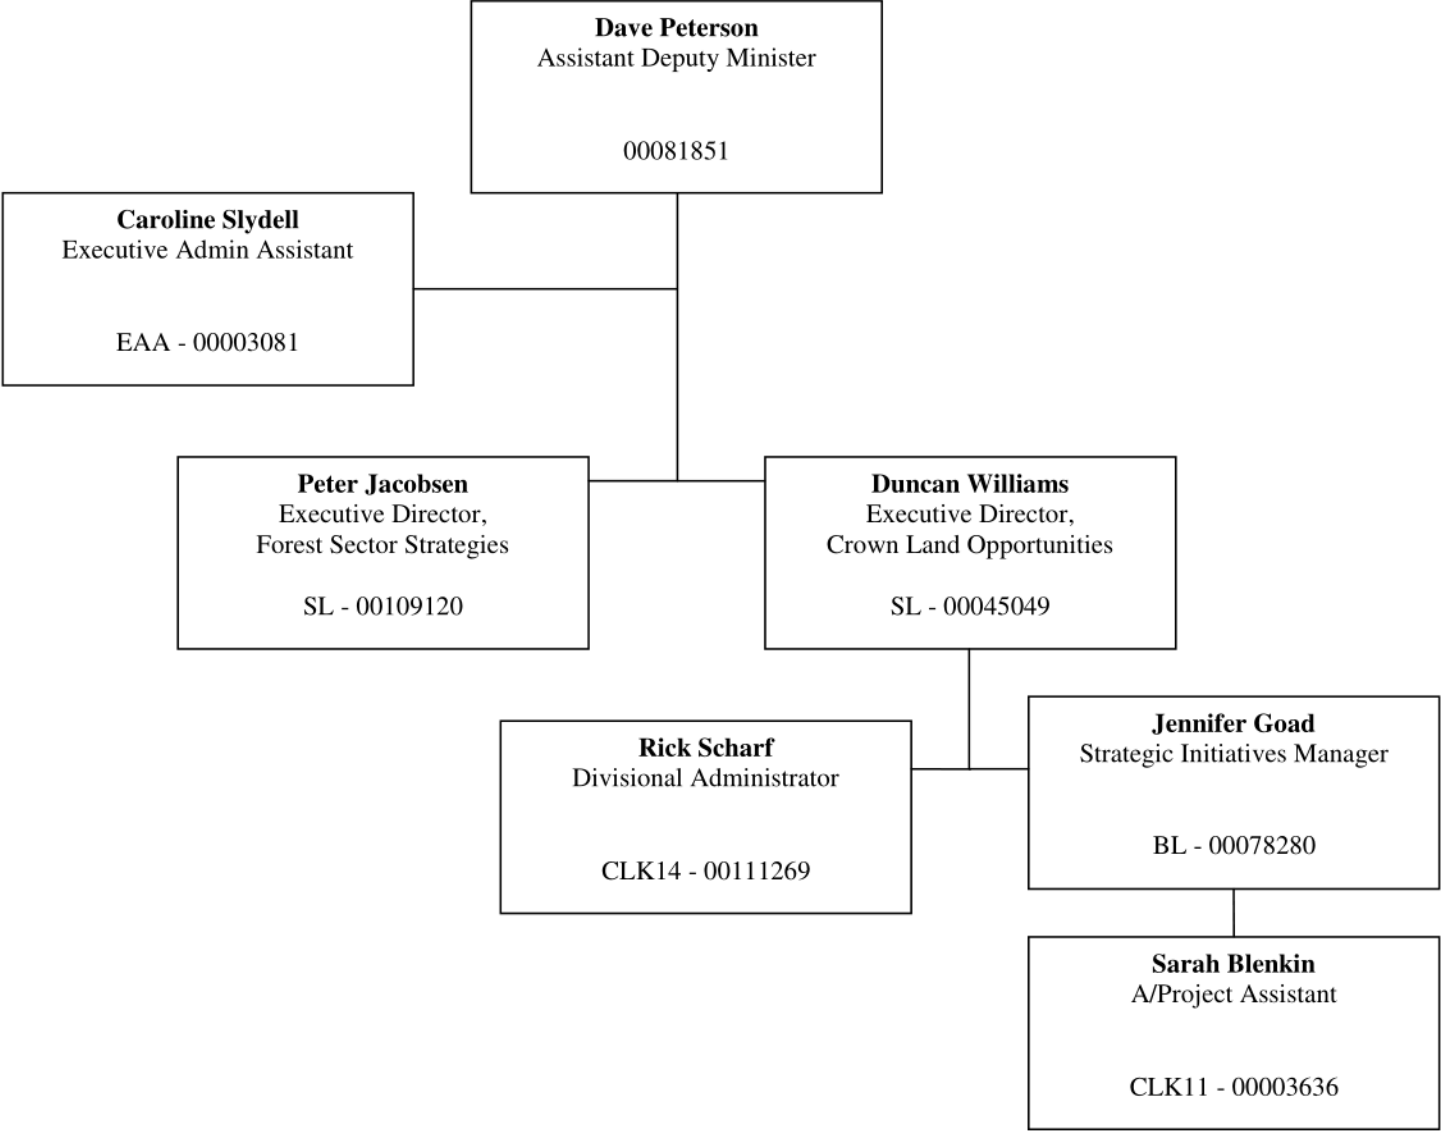 Dave Peterson
Assistant Deputy Minister
00081851
Caroline Slydell
Executive Admin Assistant
EAA - 00003081
Peter Jacobsen
Executive Director,
Forest Sector Strategies
SL - 00109120
Duncan Williams
Executive Director,
Crown Land Opportunities
SL - 00045049
Rick Scharf
Divisional Administrator
CLK14 - 00111269
Jennifer Goad
Strategic Initiatives Manager
BL - 00078280
Sarah Blenkin
A/Project Assistant
CLK11 - 00003636